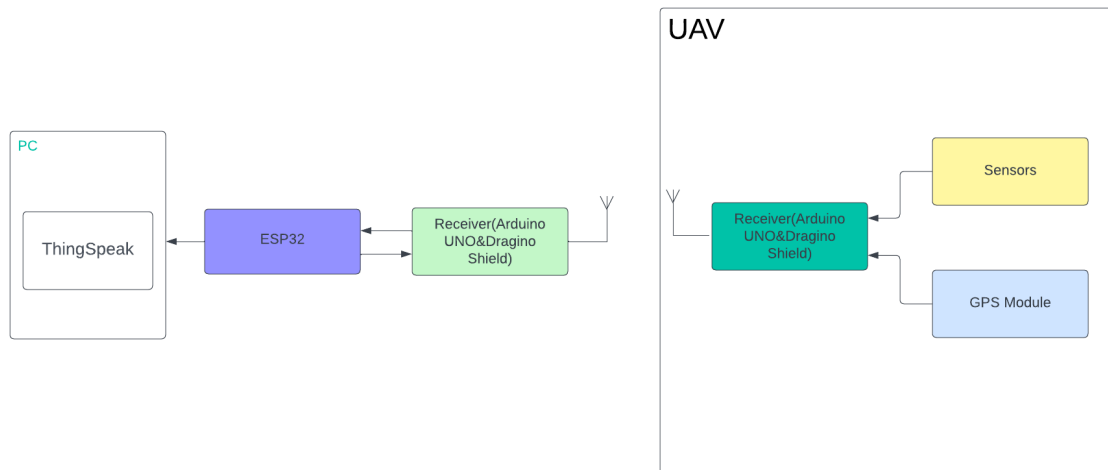 UAV
PC
ThingSpeak
ESP32
Receiver(Arduino
UNO&Dragino
Shield)
Receiver(Arduino
UNO&Dragino
Shield)
Sensors
GPS Module